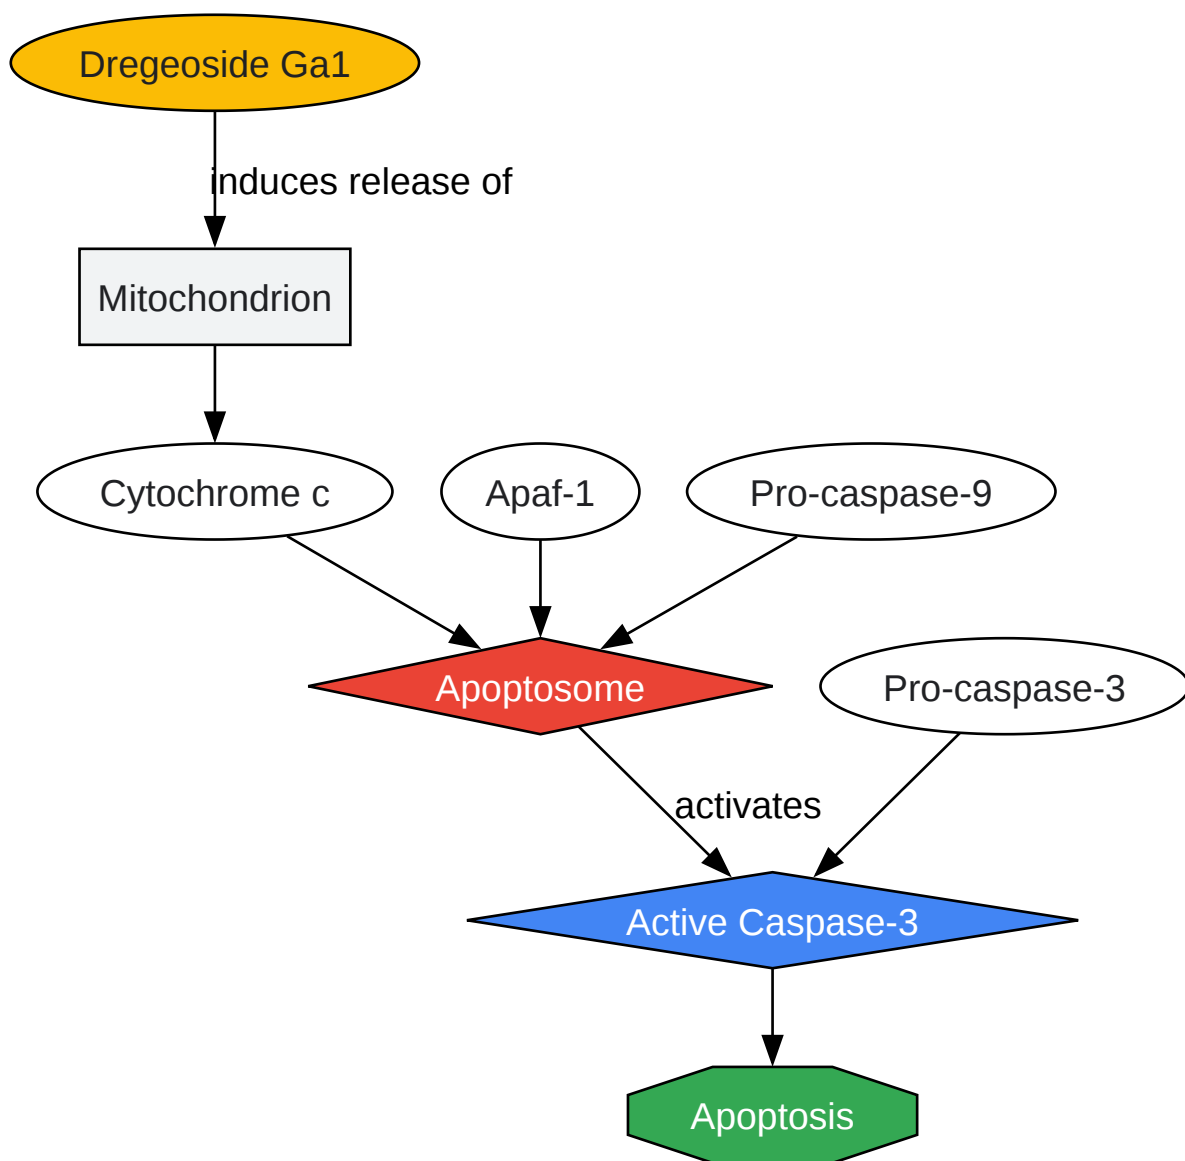 Dregeoside Ga1
induces release of
Mitochondrion
Cytochrome c
Apaf-1
Pro-caspase-9
Apoptosome
Pro-caspase-3
activates
Active Caspase-3
Apoptosis